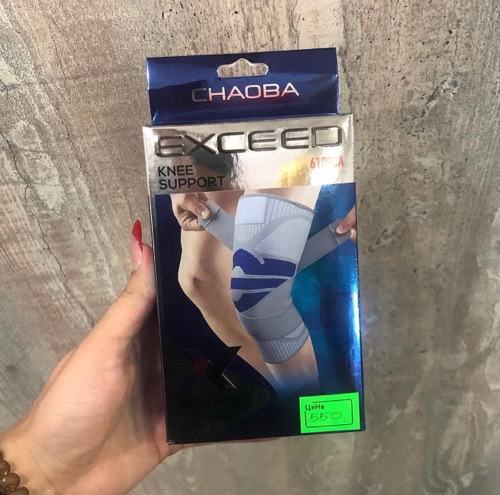 CHAOBA
EXCEED
KNEE
SUPPORT
Цена
550